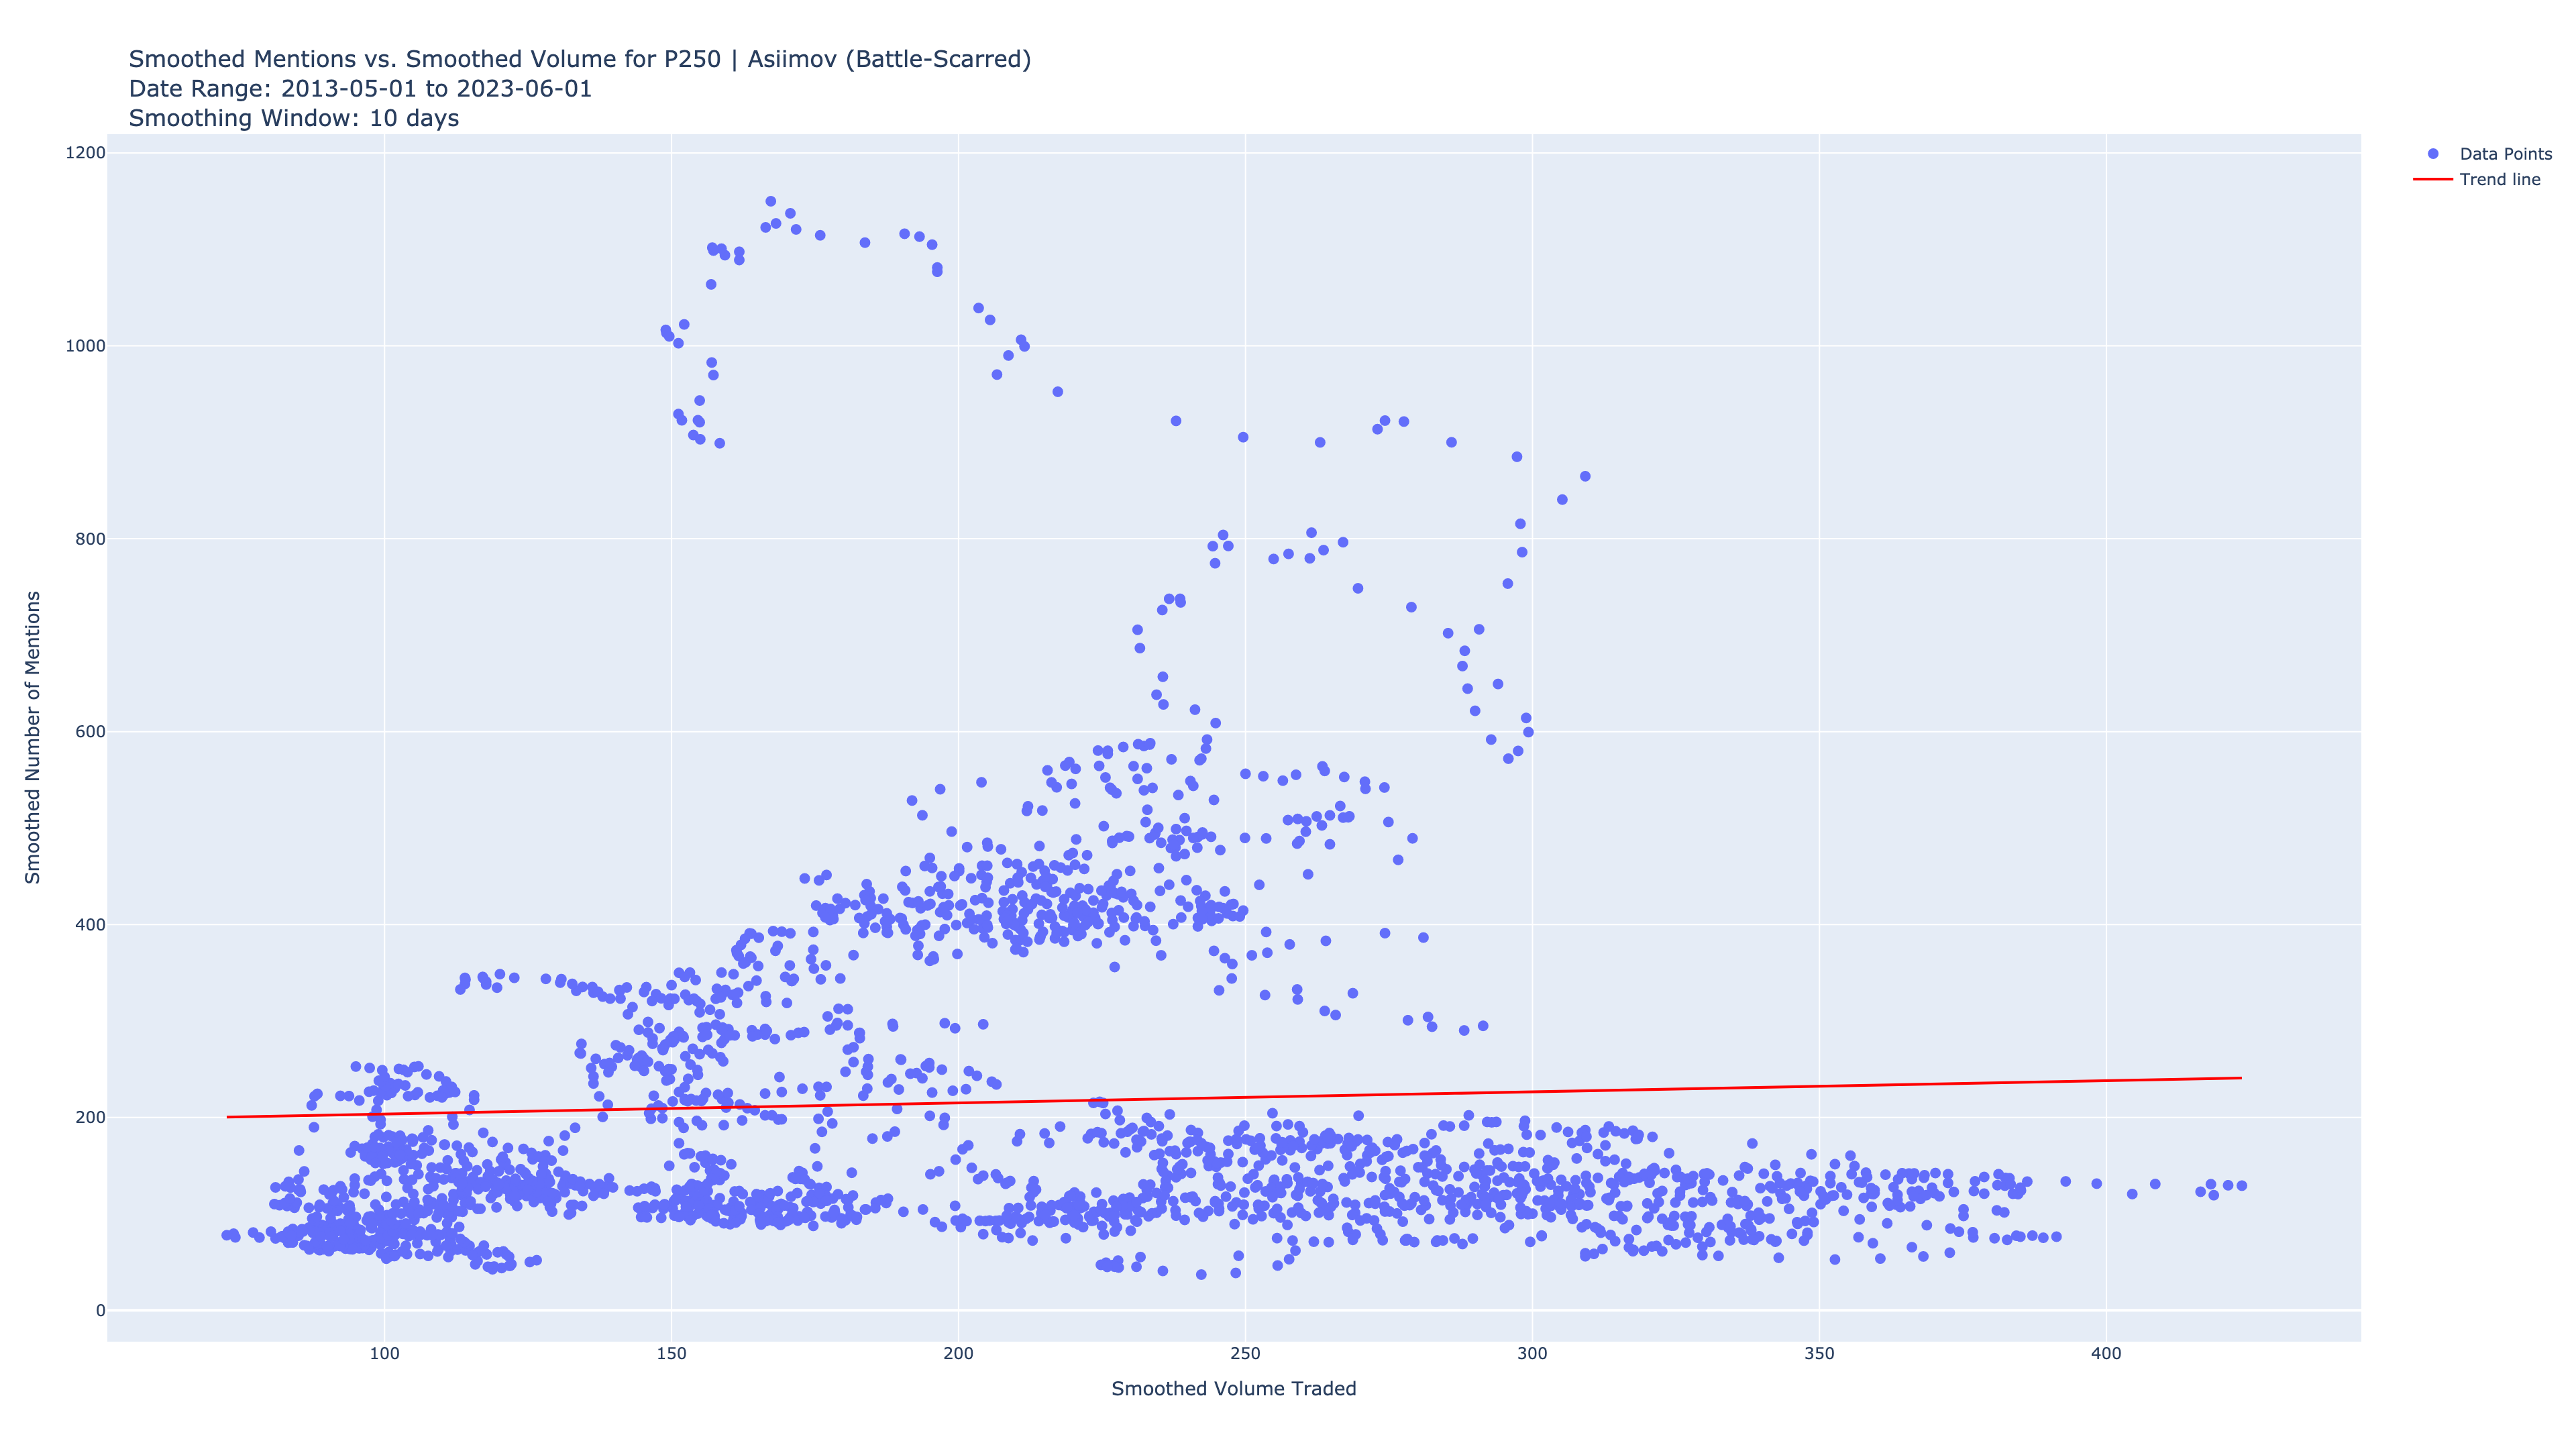 Smoothed Mentions vs. Smoothed Volume for P250 | Asiimov (Battle-Scarred)
Date Range: 2013-05-01 to 2023-06-01
Smoothing Window: 10 days
Data Points
Trend line
Smoothed Number of Mentions
1200
1000
800
600
400
200
0
100 150 200 250 300 350 400
Smoothed Volume Traded